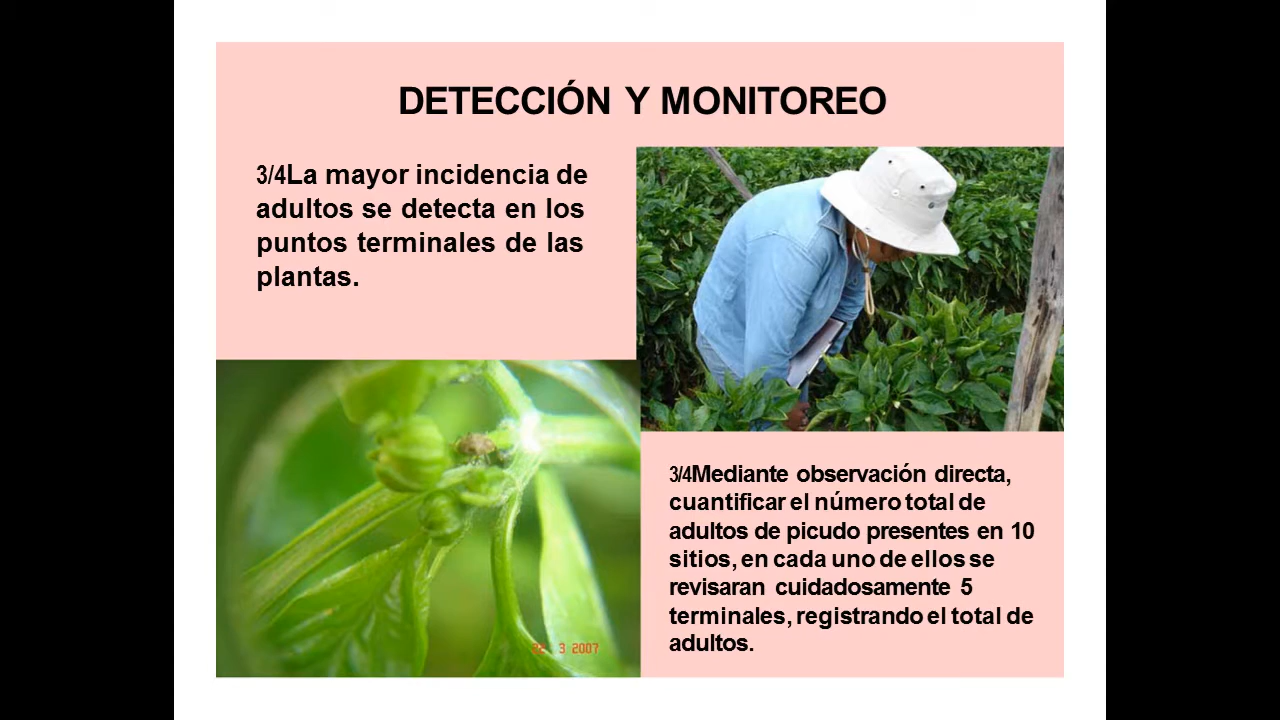 DETECCIÓN Y MONITOREO
3/4La mayor incidencia de
adultos se detecta en los
puntos terminales de las
plantas.
3/4Mediante observación directa,
cuantificar el número total de
adultos de picudo presentes en 10
sitios, en cada uno de ellos se
revisaran cuidadosamente 5
terminales, registrando el total de
adultos.
3 2007